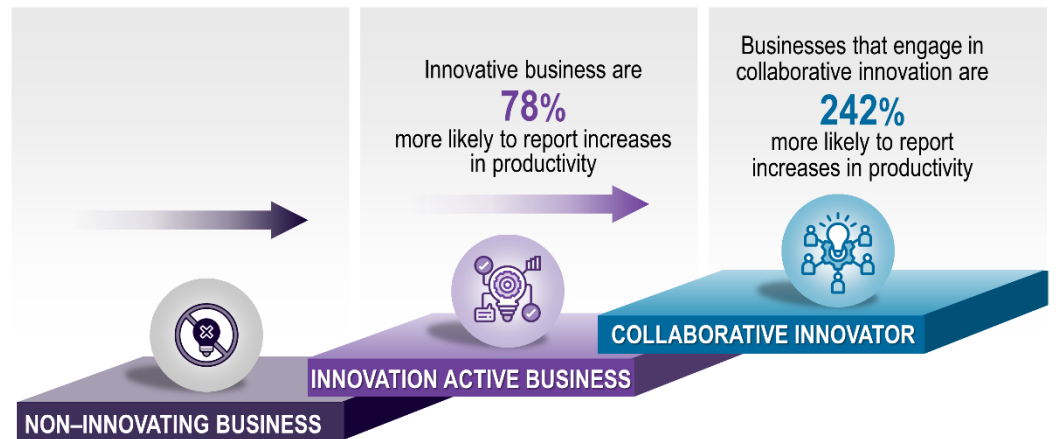 Innovative business are
78%
more likely to report increases
in productivity
Businesses that engage in
collaborative innovation are
242%
more likely to report
increases in productivity
NON–INNOVATING BUSINESS
INNOVATION ACTIVE BUSINESS
COLLABORATIVE INNOVATOR